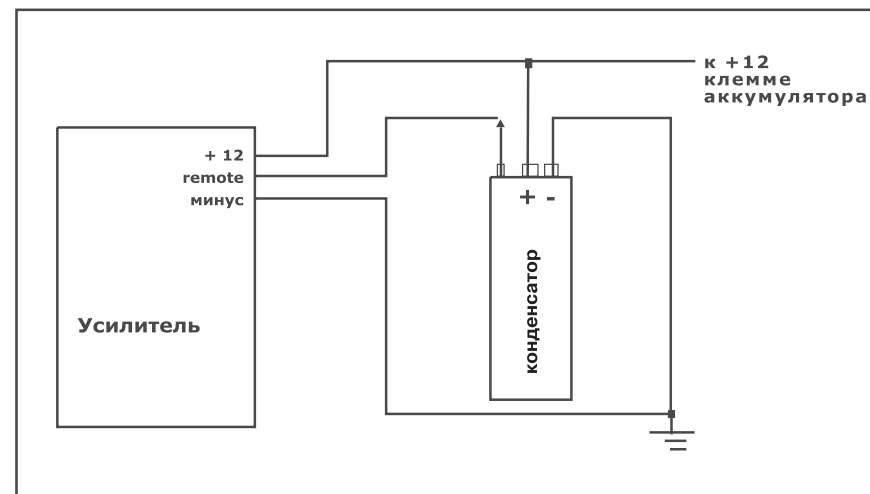 к +12
клемме
аккумулятора
+ 12
remote
минус
+ -
Усилитель
конденсатор